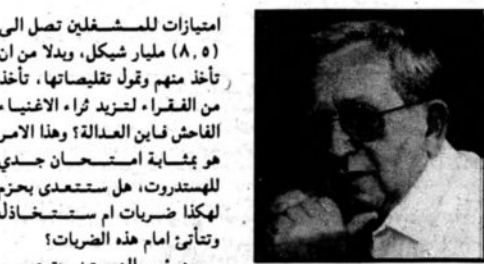 امتيازات للمشغلين تصل الى
(٨,٥) مليار شيكل، وبدلا من ان
تأخذ منهم وتمول تقليصاتها، تأخذ
من الفقراء لتزيد ثراء الاغنياء
الفاحش فاين العدالة؟ وهذا الامر
هو بمثابة امتحان جدي
للهستدروت، هل ستتعدى بحزم
لهكذا ضربات ام ستتخاذل
وتتأتئ امام هذه الضربات؟